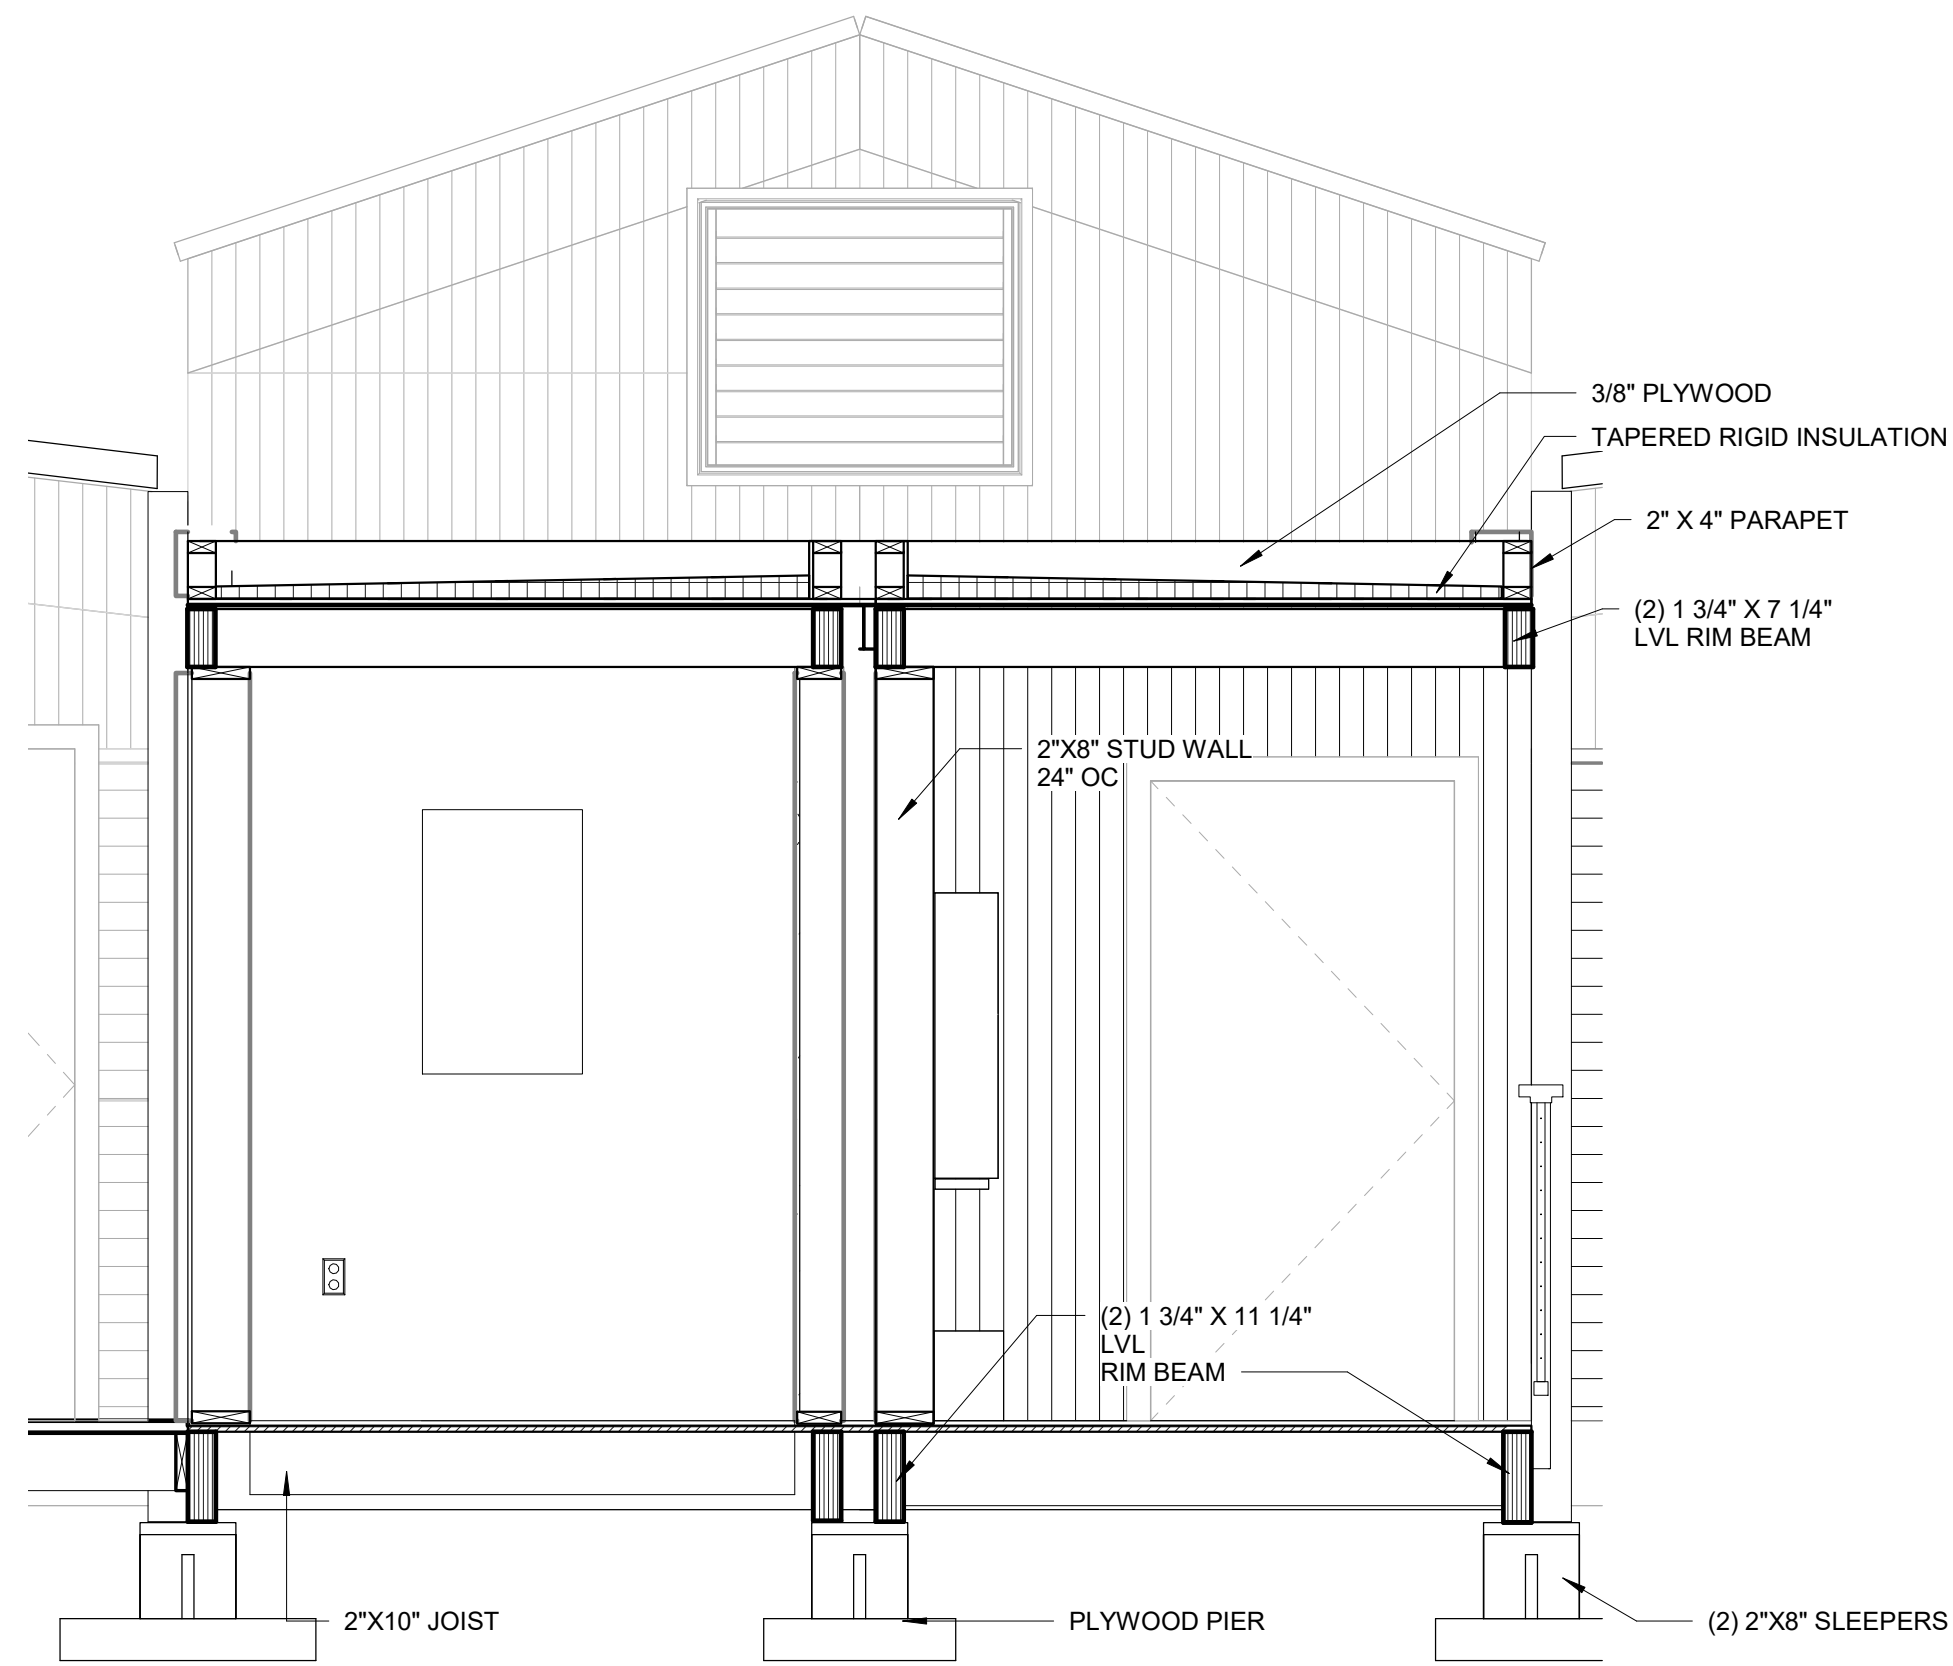 3/8" PLYWOOD
TAPERED RIGID INSULATION
2" X 4" PARAPET
(2) 1 3/4" X 7 1/4"
LVL RIM BEAM
2"X8" STUD WALL
24" OC
(2) 1 3/4" X 11 1/4"
LVL
RIM BEAM
2"X10" JOIST
PLYWOOD PIER
(2) 2"X8" SLEEPERS